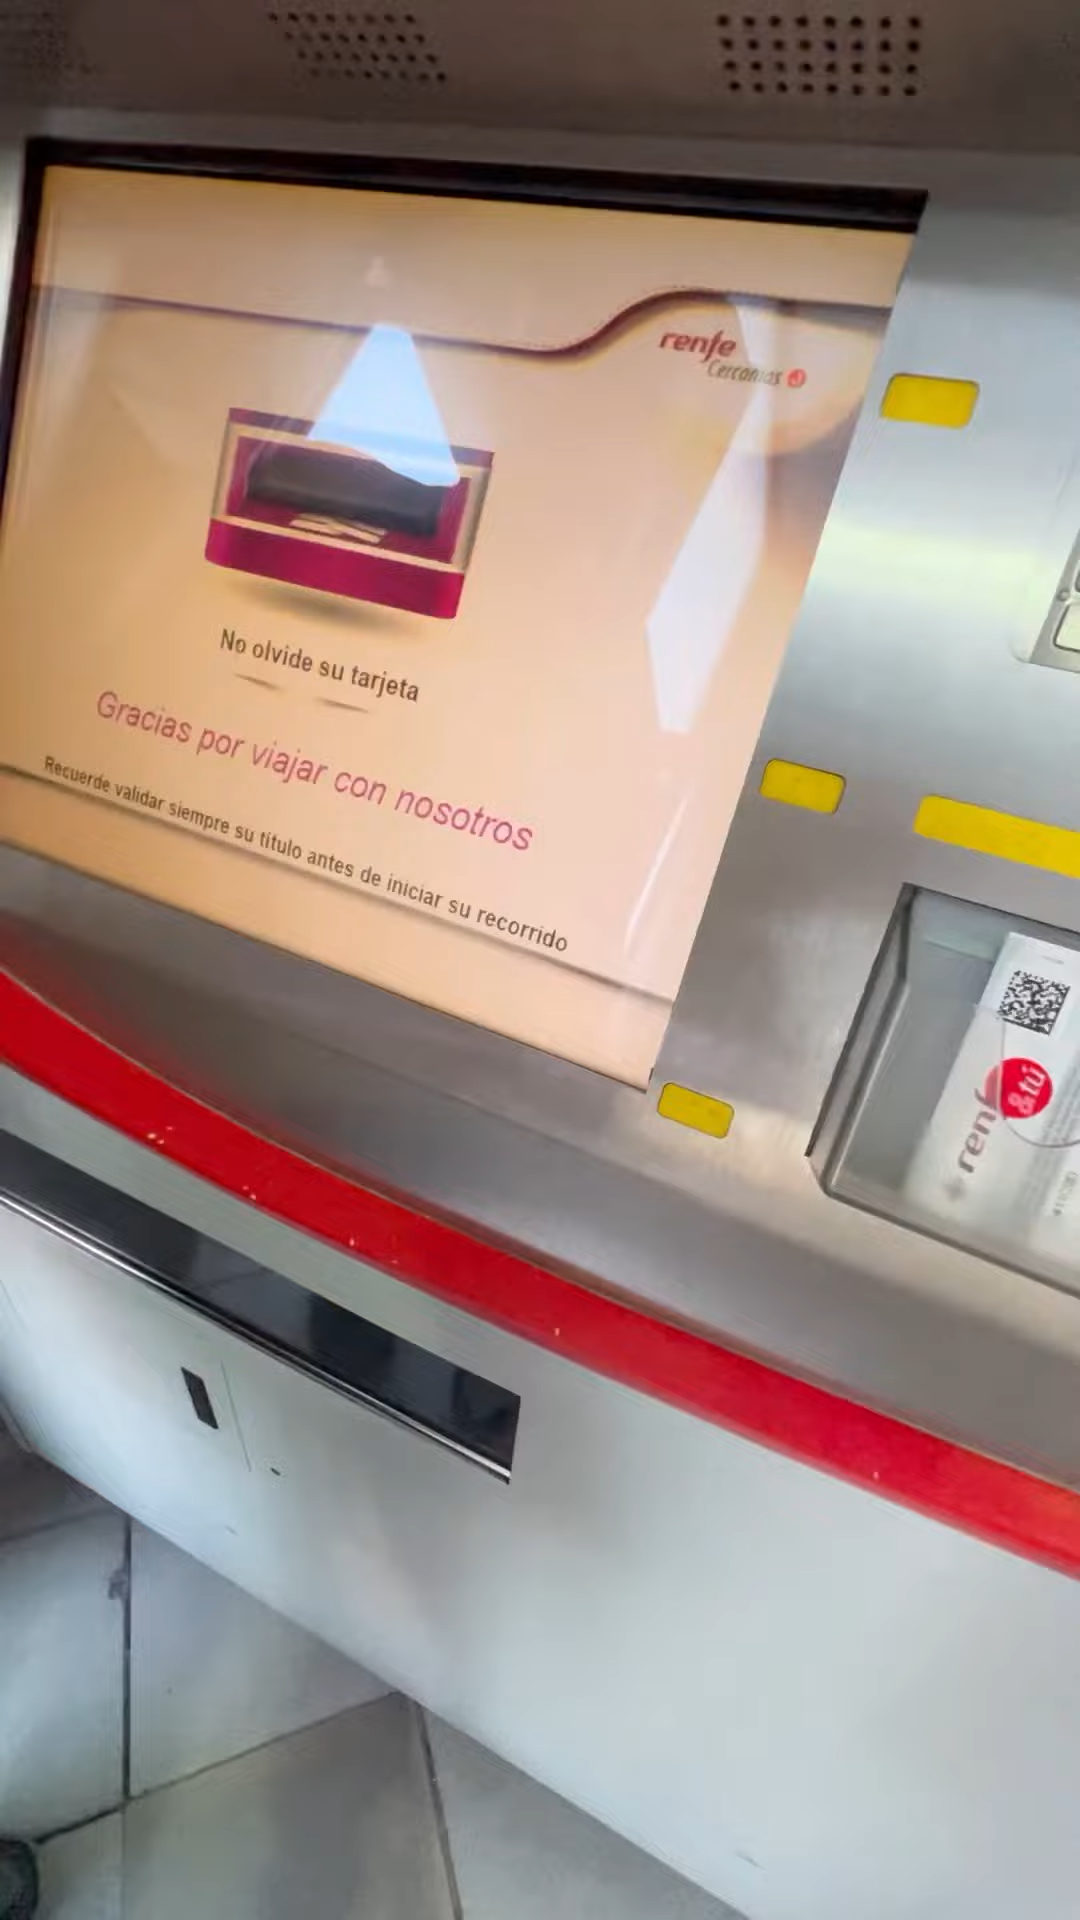 renfe
Cercanías
No olvide su tarjeta
Gracias por viajar con nosotros
Recuerde validar siempre su título antes de iniciar su recorrido
renfe
&tú